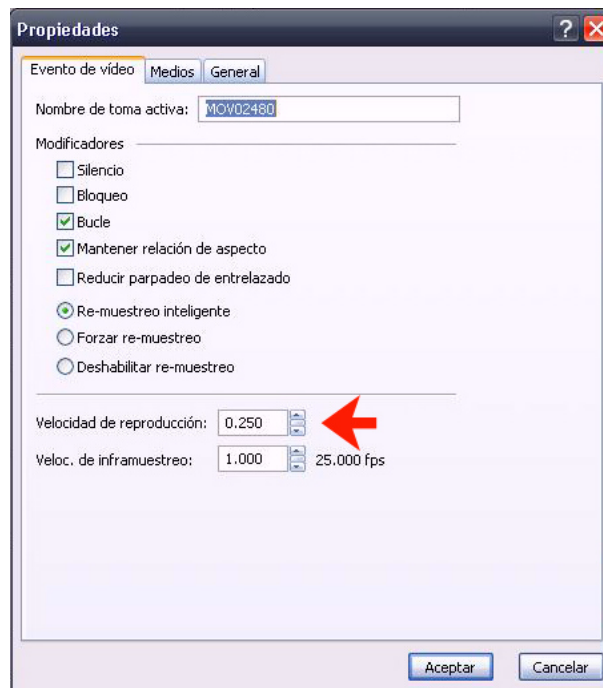 Propiedades
Evento de vídeo Medios General
Nombre de toma activa: MOV02480
Modificadores
Silencio
Bloqueo
Bucle
Mantener relación de aspecto
Reducir parpadeo de entrelazado
Re-muestreo inteligente
Forzar re-muestreo
Deshabilitar re-muestreo
Velocidad de reproducción: 0.250
Veloc. de inframuestreo: 1.000 25.000 fps
Aceptar Cancelar